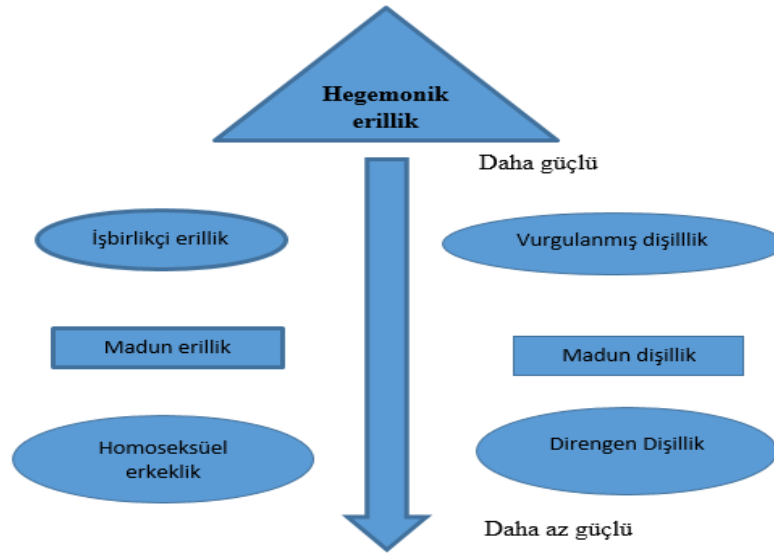 Hegemonik
erillik
Daha güçlü
İşbirlikçi erillik
Vurgulanmış dişilllik
Madun erillik
Madun dişillik
Homoseksüel
erkeklik
Direngen Dişillik
Daha az güçlü